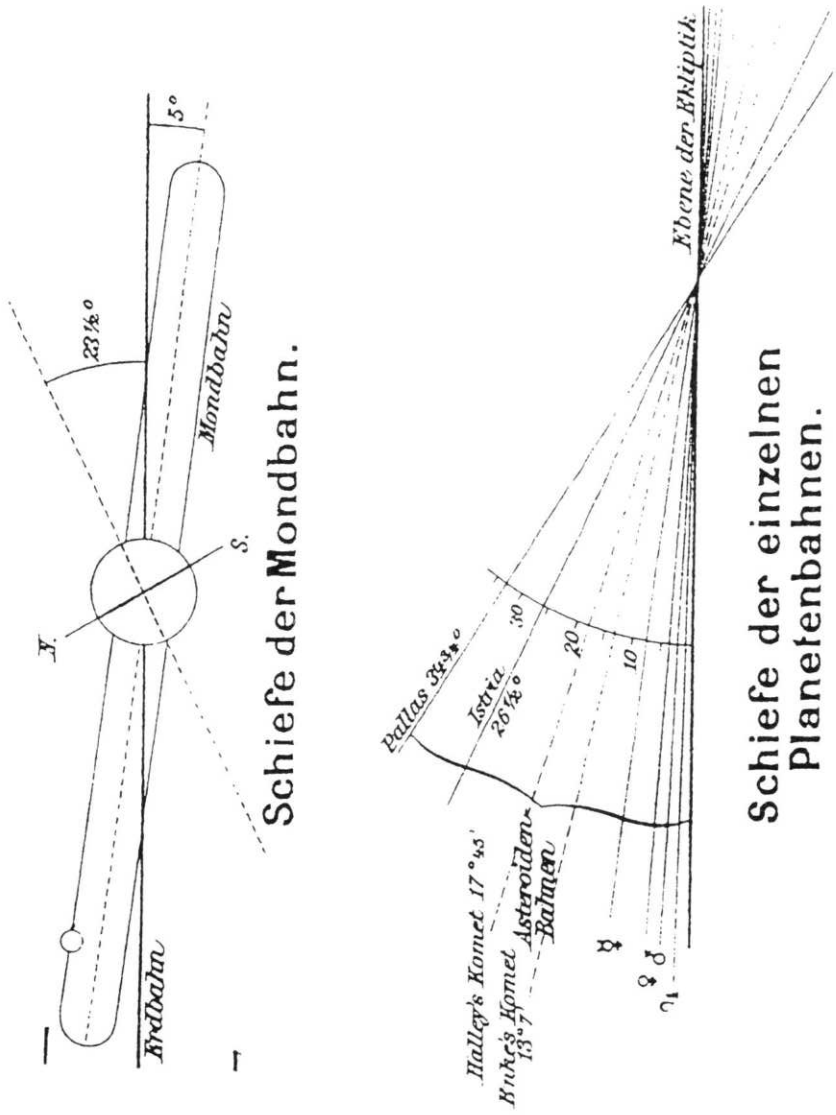 23½°
5°
N.
S.
Mondbahn
Erdbahn
Schiefe der Mondbahn.
Pallas 34¾°
Istria
26½°
30
20
10
Halley's Komet 17°45'
Enke's Komet
13°7'
Asteroiden-
Bahnen
☿
♀ ♂
Ebene der Ekliptik
Schiefe der einzelnen
Planetenbahnen.